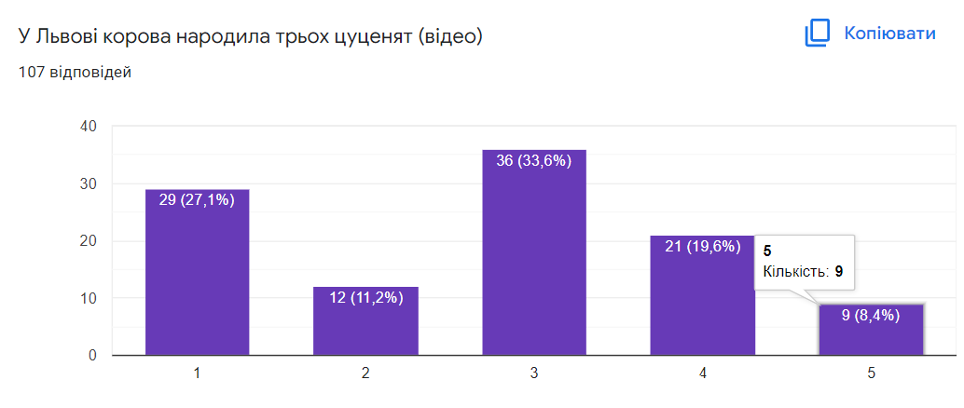 У Львові корова народила трьох цуценят (відео)
Копіювати
107 відповідей
40
30
20
10
0
29 (27,1%)
12 (11,2%)
36 (33,6%)
21 (19,6%)
9 (8,4%)
5
Кількість: 9
1 2 3 4 5